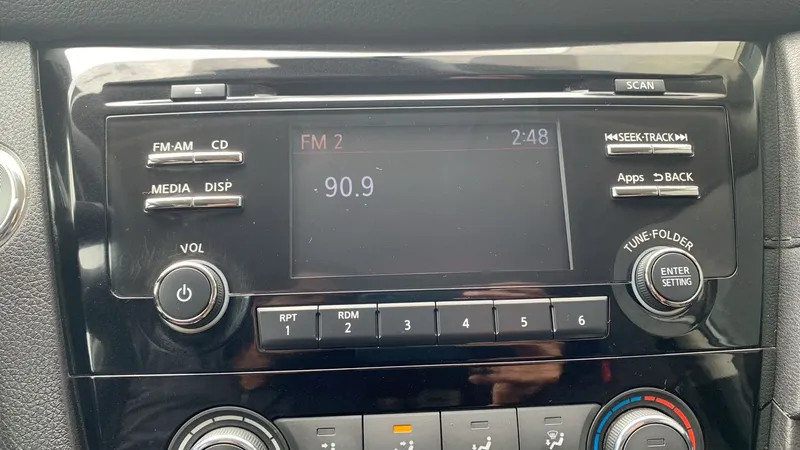 SCAN
FM·AM CD
FM 2 2:48
SEEK·TRACK
MEDIA DISP
90.9
Apps BACK
VOL
TUNE·FOLDER
ENTER
SETTING
RPT
1
RDM
2
3
4
5
6